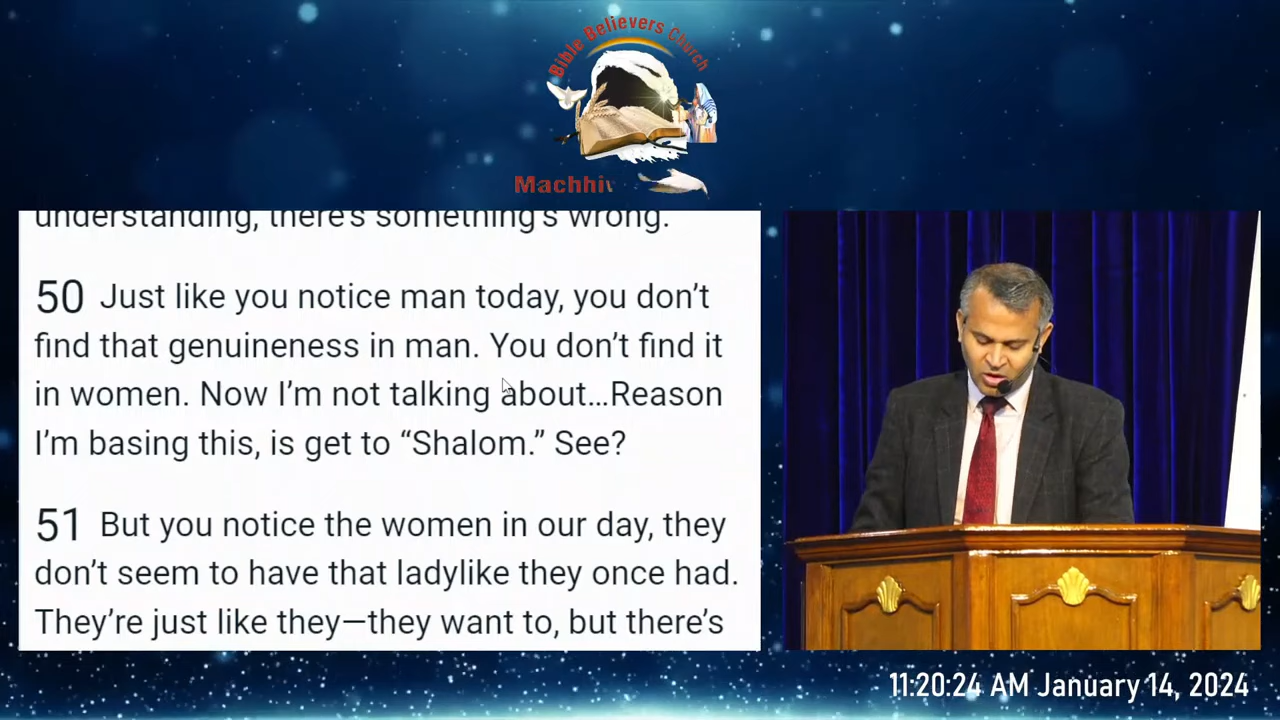 Bible Believers Church
Machhiv
understanding, there's something's wrong.
50 Just like you notice man today, you don’t
find that genuineness in man. You don’t find it
in women. Now I’m not talking about…Reason
I’m basing this, is get to “Shalom.” See?
51 But you notice the women in our day, they
don’t seem to have that ladylike they once had.
They’re just like they—they want to, but there’s
11:20:24 AM January 14, 2024